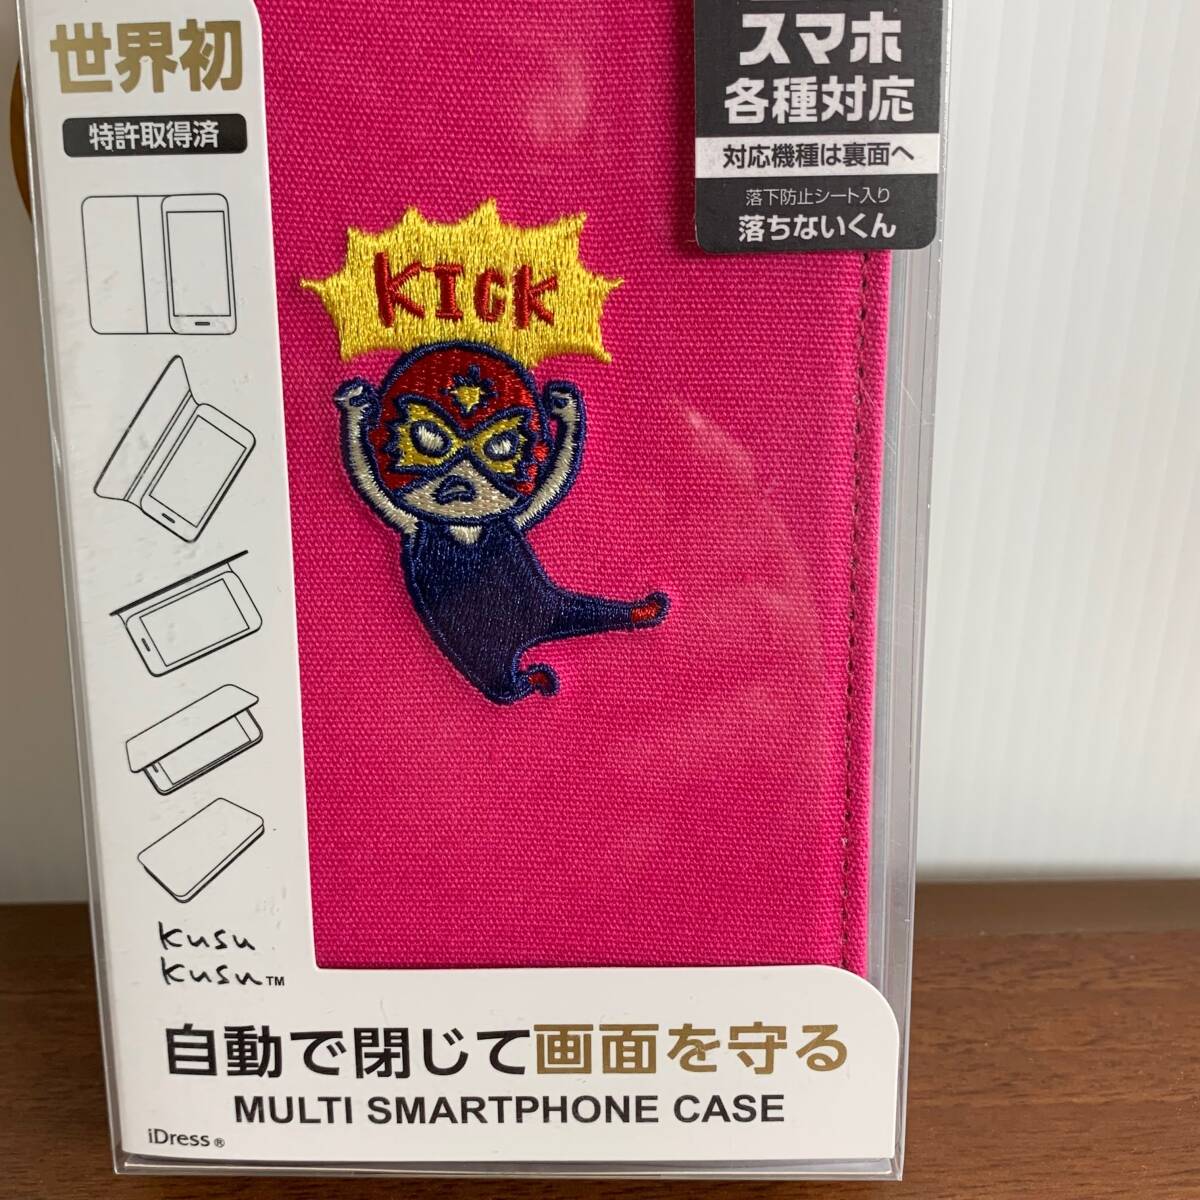 世界初
特許取得済
スマホ
各種対応
対応機種は裏面へ
落下防止シート入り
落ちないくん
KICK
kusu
kusu™
自動で閉じて画面を守る
MULTI SMARTPHONE CASE
iDress®